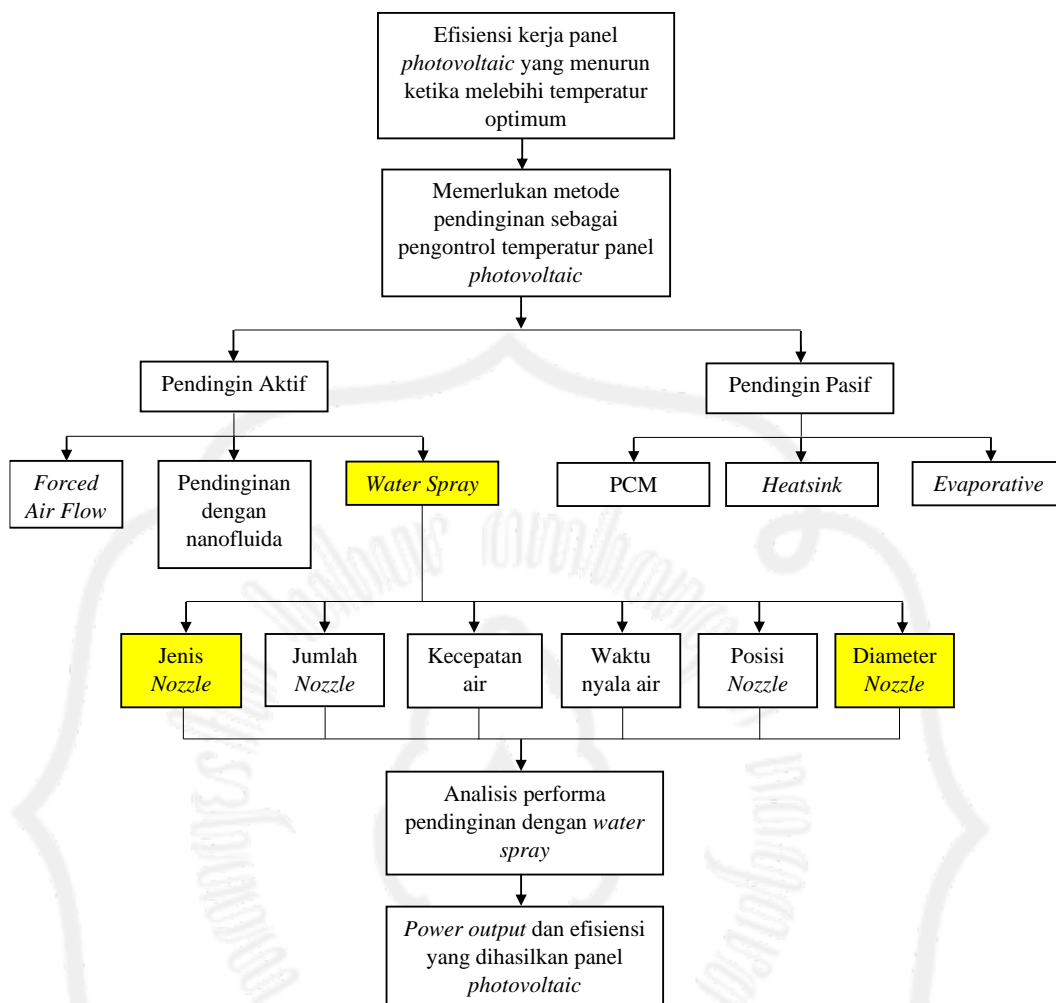 Efisiensi kerja panel
photovoltaic yang menurun
ketika melebihi temperatur
optimum
Memerlukan metode
pendinginan sebagai
pengontrol temperatur panel
photovoltaic
Pendingin Aktif
Pendingin Pasif
Forced
Air Flow
Pendinginan
dengan
nanofluida
Water Spray
PCM
Heatsink
Evaporative
Jenis
Nozzle
Jumlah
Nozzle
Kecepatan
air
Waktu
nyala air
Posisi
Nozzle
Diameter
Nozzle
Analisis performa
pendinginan dengan water
spray
Power output dan efisiensi
yang dihasilkan panel
photovoltaic